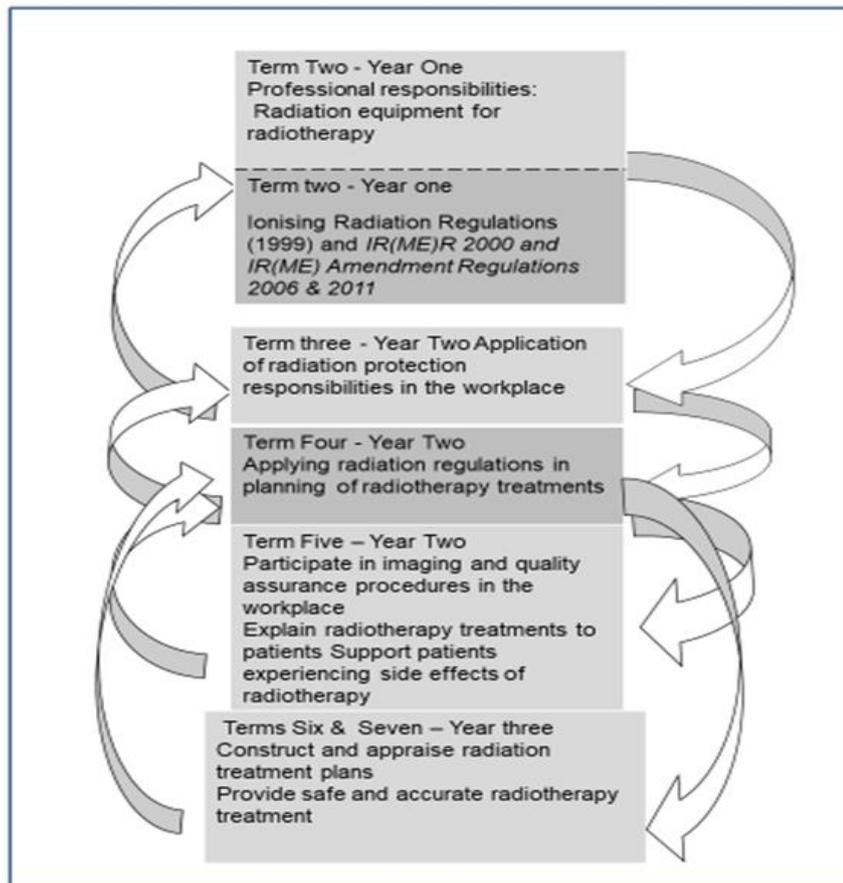 Term Two - Year One
Professional responsibilities:
Radiation equipment for
radiotherapy
Term two - Year one
Ionising Radiation Regulations
(1999) and IR(ME)R 2000 and
IR(ME) Amendment Regulations
2006 & 2011
Term three - Year Two Application
of radiation protection
responsibilities in the workplace
Term Four - Year Two
Applying radiation regulations in
planning of radiotherapy treatments
Term Five – Year Two
Participate in imaging and quality
assurance procedures in the
workplace
Explain radiotherapy treatments to
patients Support patients
experiencing side effects of
radiotherapy
Terms Six & Seven – Year three
Construct and appraise radiation
treatment plans
Provide safe and accurate radiotherapy
treatment